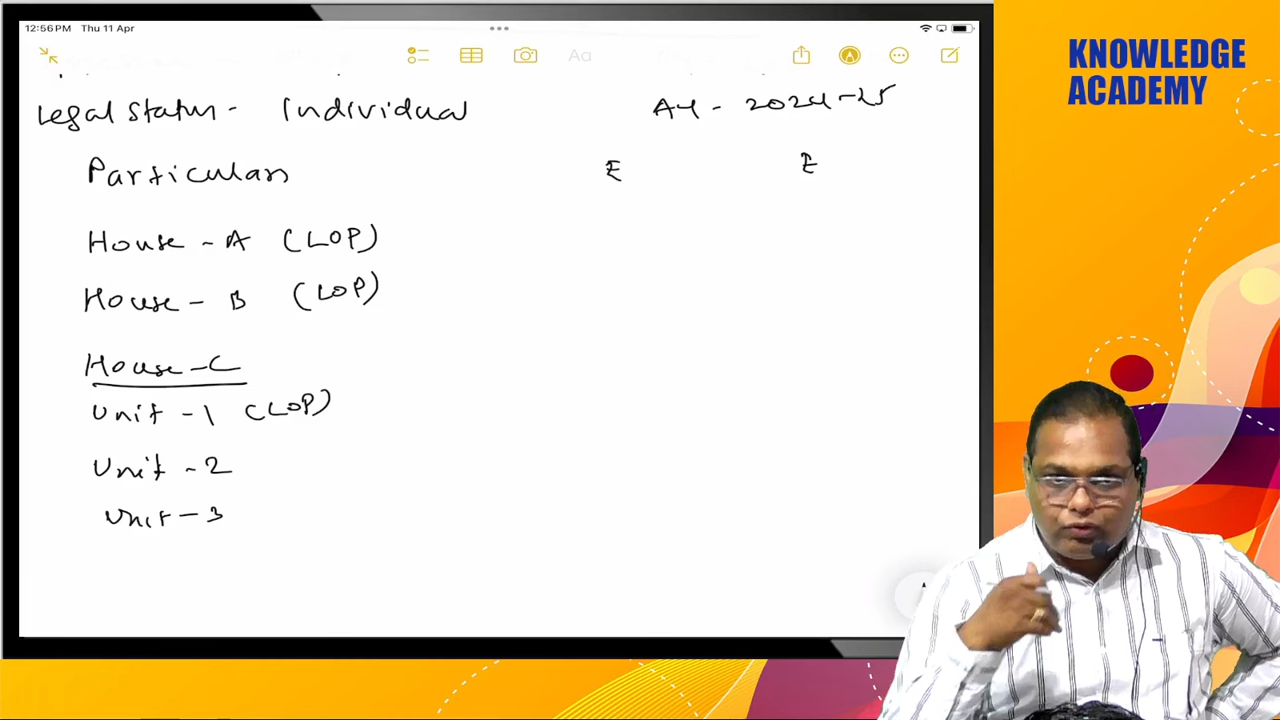 12:56 PM Thu 11 Apr
KNOWLEDGE
ACADEMY
Aa
Legal Status - Individual AY - 2024-25
Particulars ₹ ₹
House - A (LOP)
House - B (LOP)
House - C
Unit - 1 (LOP)
Unit - 2
Unit - 3